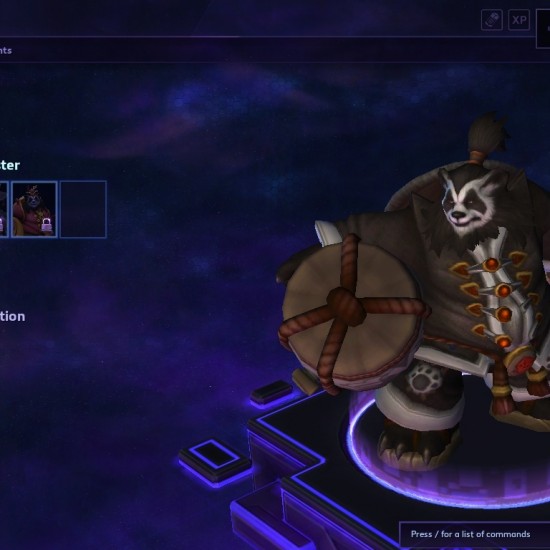 XP
nts
ter
tion
Press / for a list of commands